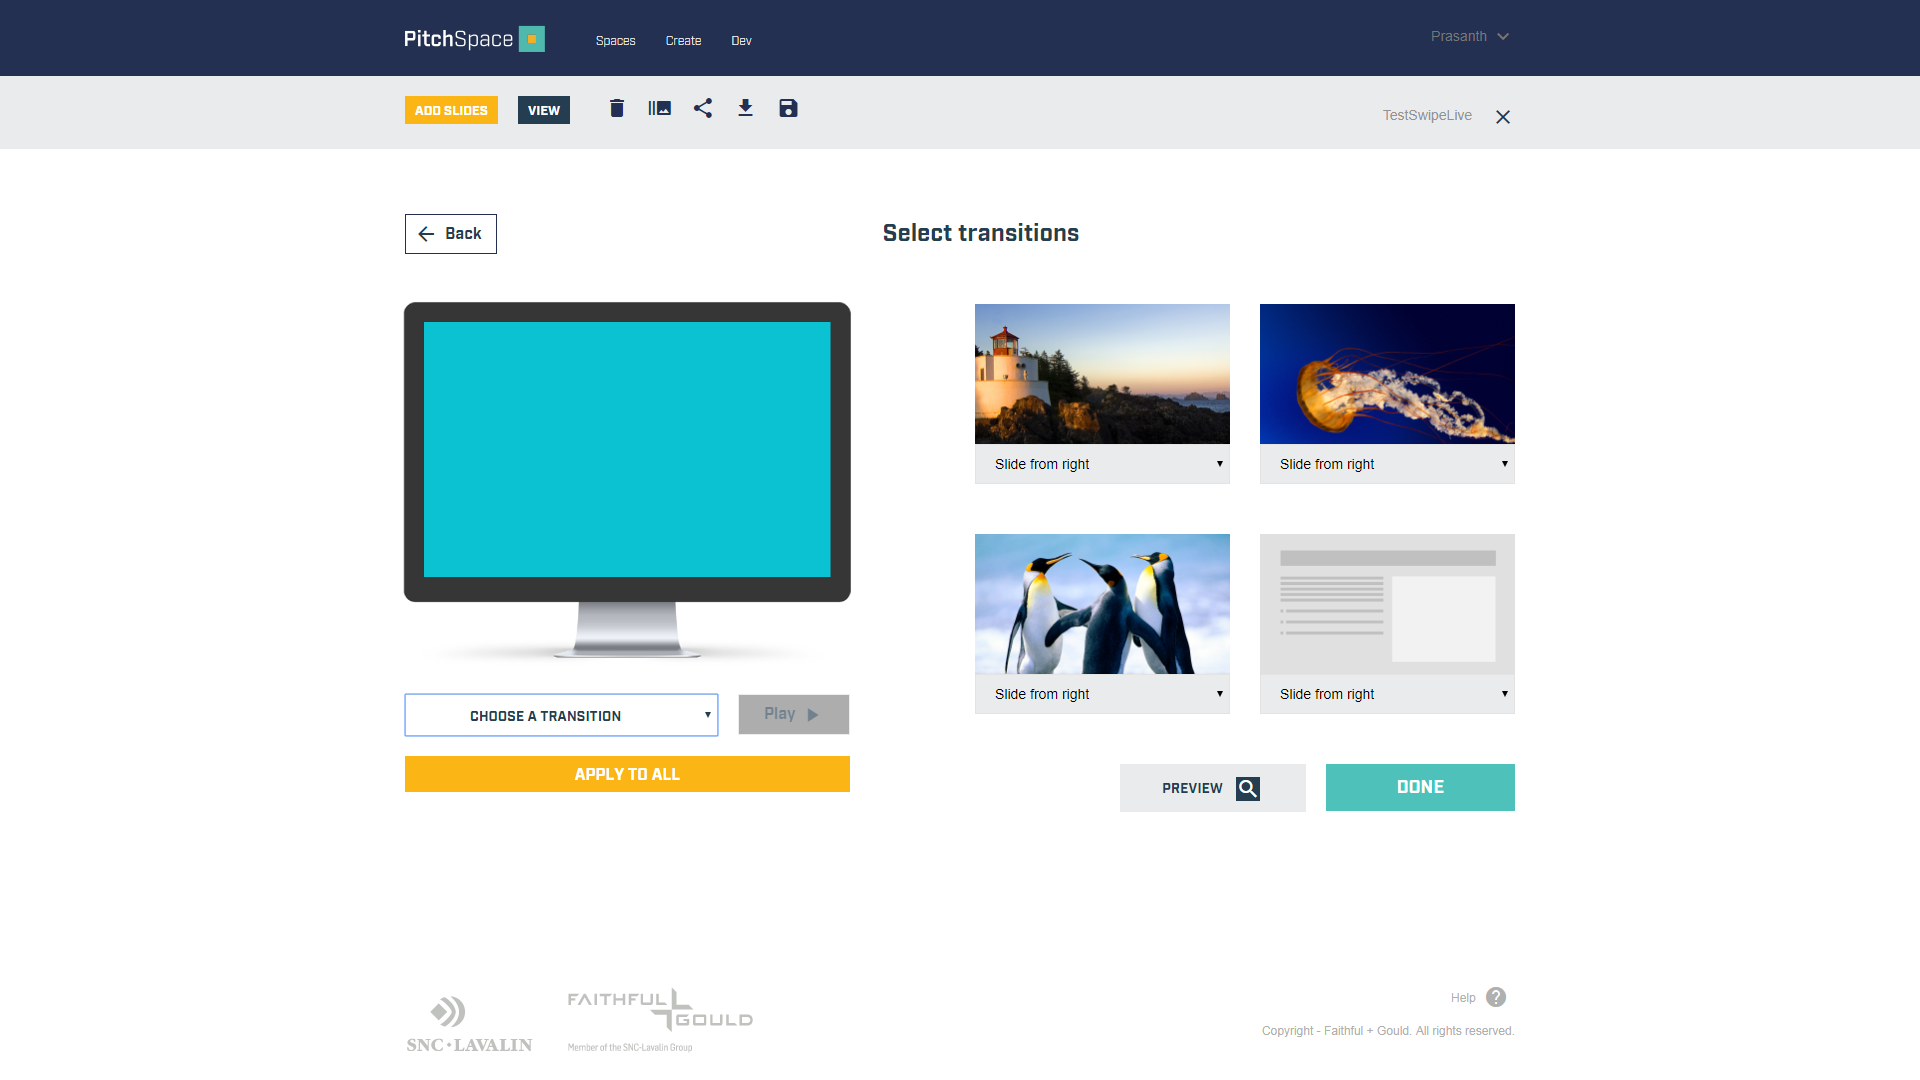 PitchSpace
Spaces
Create
Dev
Prasanth
ADD SLIDES
VIEW
TestSwipeLive
Back
Select transitions
Slide from right
Slide from right
Slide from right
Slide from right
CHOOSE A TRANSITION
Play
APPLY TO ALL
PREVIEW
DONE
SNC·LAVALIN
FAITHFUL
GOULD
Member of the SNC-Lavalin Group
Help ?
Copyright - Faithful + Gould. All rights reserved.